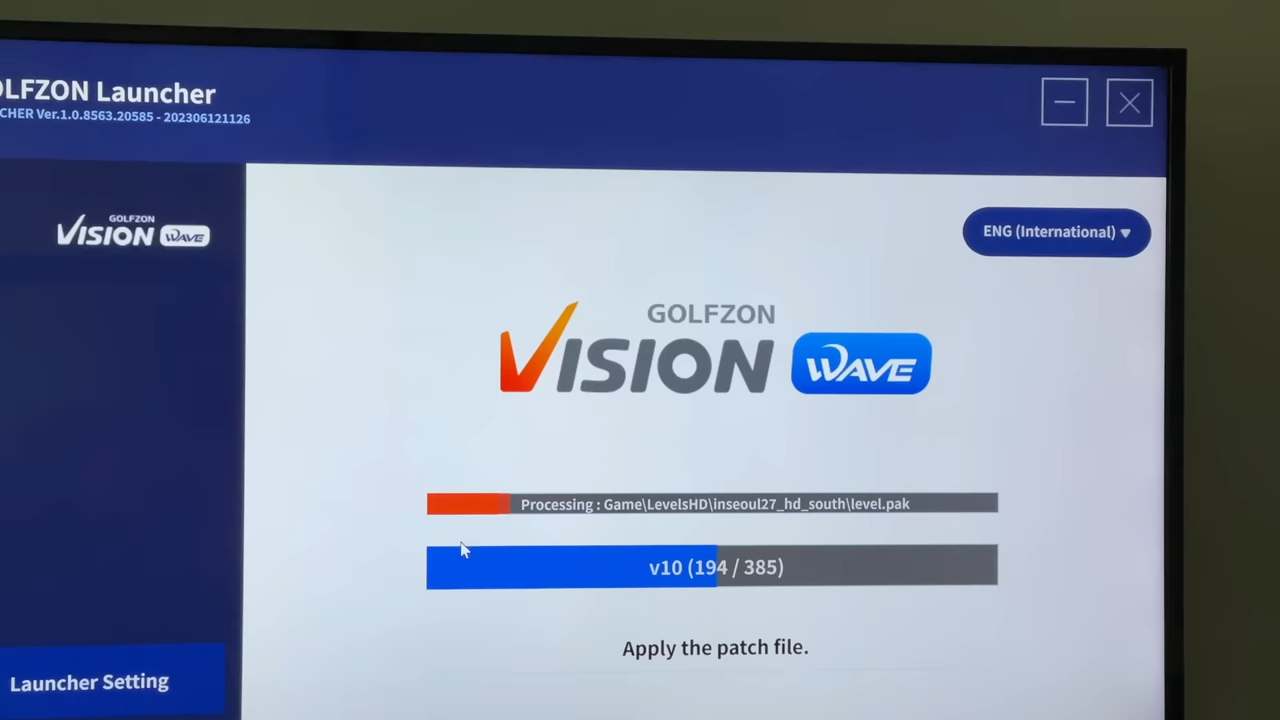 OLFZON Launcher
CHER Ver.1.0.8563.20585 - 202306121126
GOLFZON
VISION WAVE
ENG (International)
GOLFZON
VISION WAVE
Processing : Game\LevelsHD\inseoul27_hd_south\level.pak
v10 (194 / 385)
Apply the patch file.
Launcher Setting